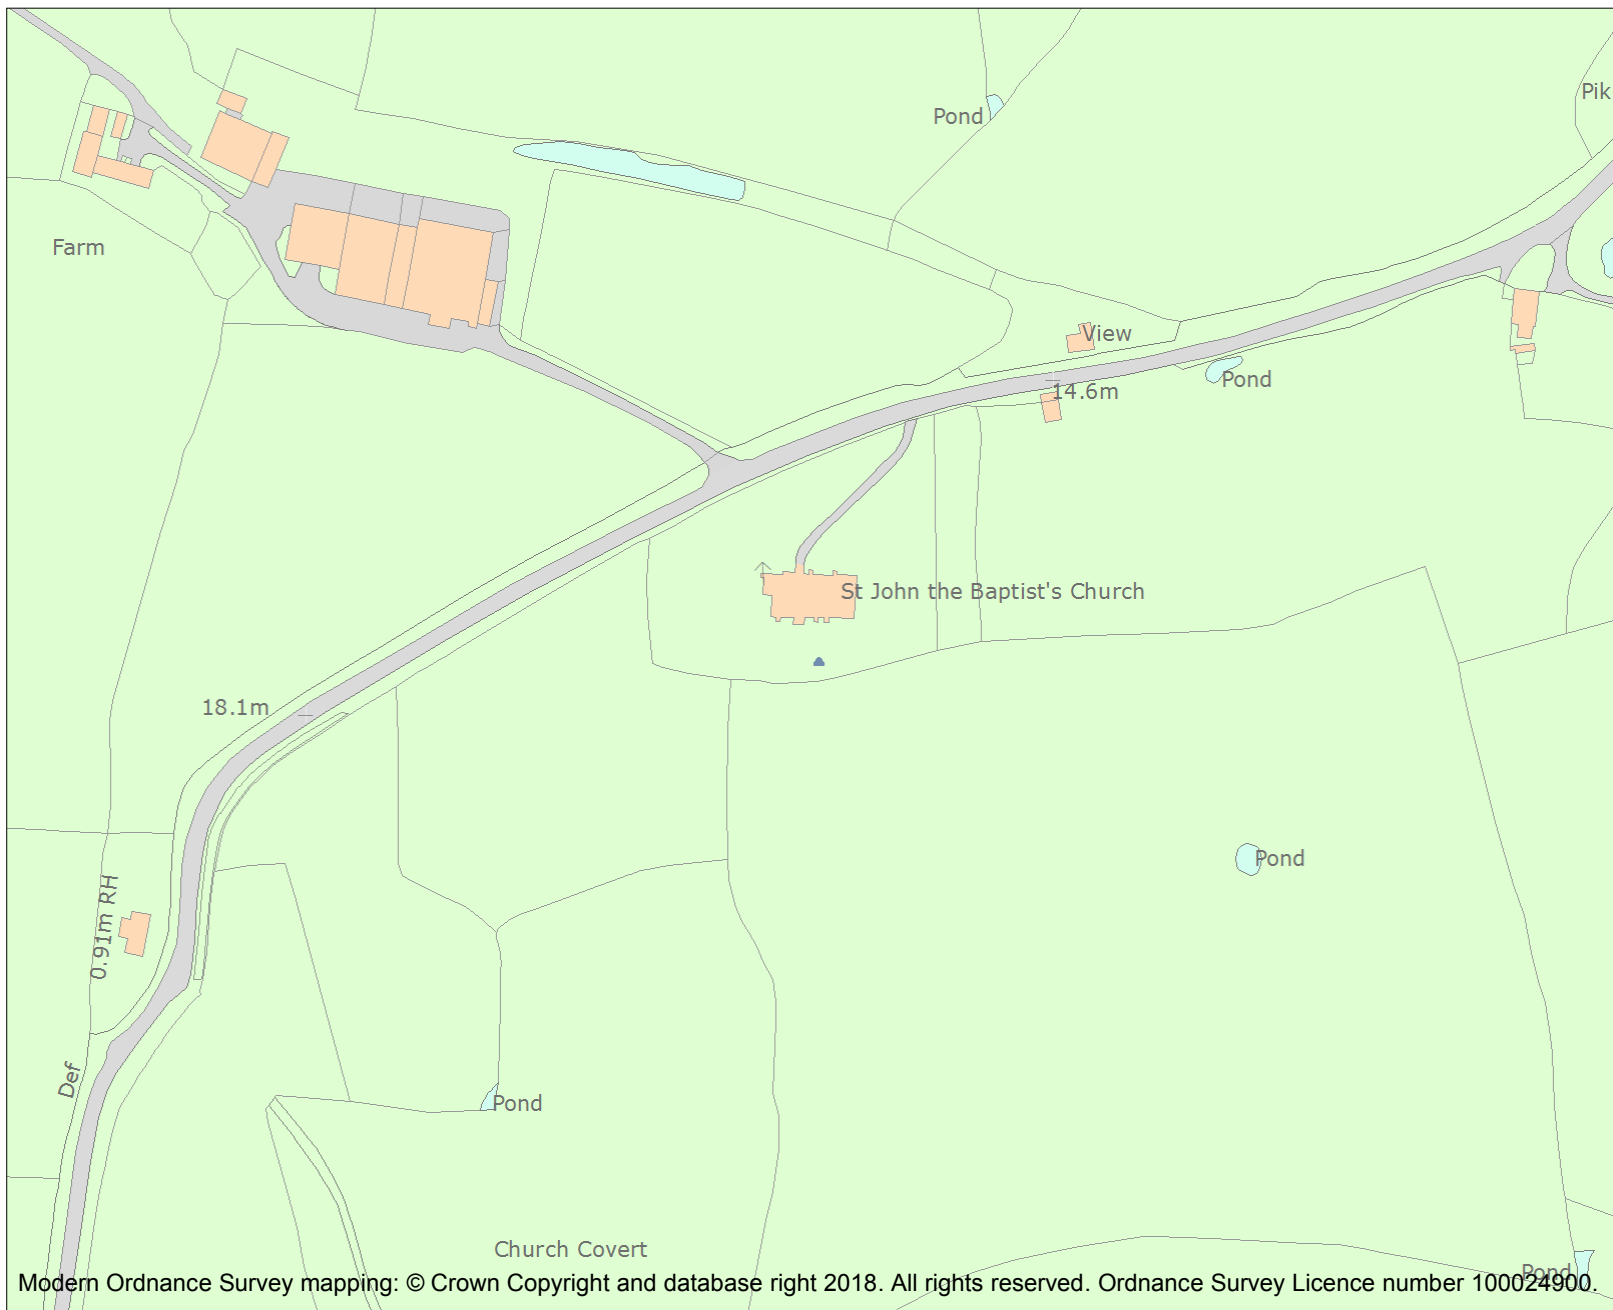 Pik
Pond
Farm
View
Pond
14.6m
St John the Baptist's Church
18.1m
Pond
0.91m RH
Def
Pond
Church Covert
Pond
Modern Ordnance Survey mapping: © Crown Copyright and database right 2018. All rights reserved. Ordnance Survey Licence number 100024900.